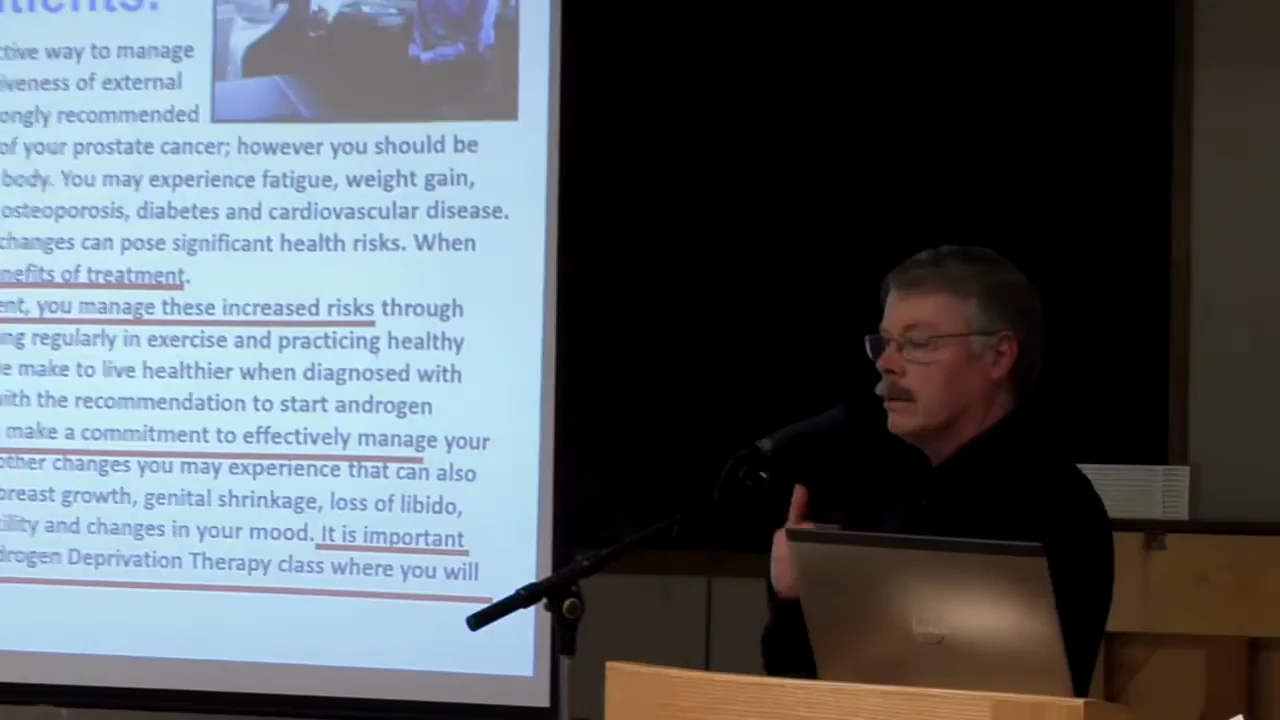 tients:
ctive way to manage
iveness of external
ongly recommended
of your prostate cancer; however you should be
body. You may experience fatigue, weight gain,
osteoporosis, diabetes and cardiovascular disease.
changes can pose significant health risks. When
nefits of treatment.
ent, you manage these increased risks through
ng regularly in exercise and practicing healthy
e make to live healthier when diagnosed with
with the recommendation to start androgen
make a commitment to effectively manage your
other changes you may experience that can also
breast growth, genital shrinkage, loss of libido,
tility and changes in your mood. It is important
drogen Deprivation Therapy class where you will
DELL